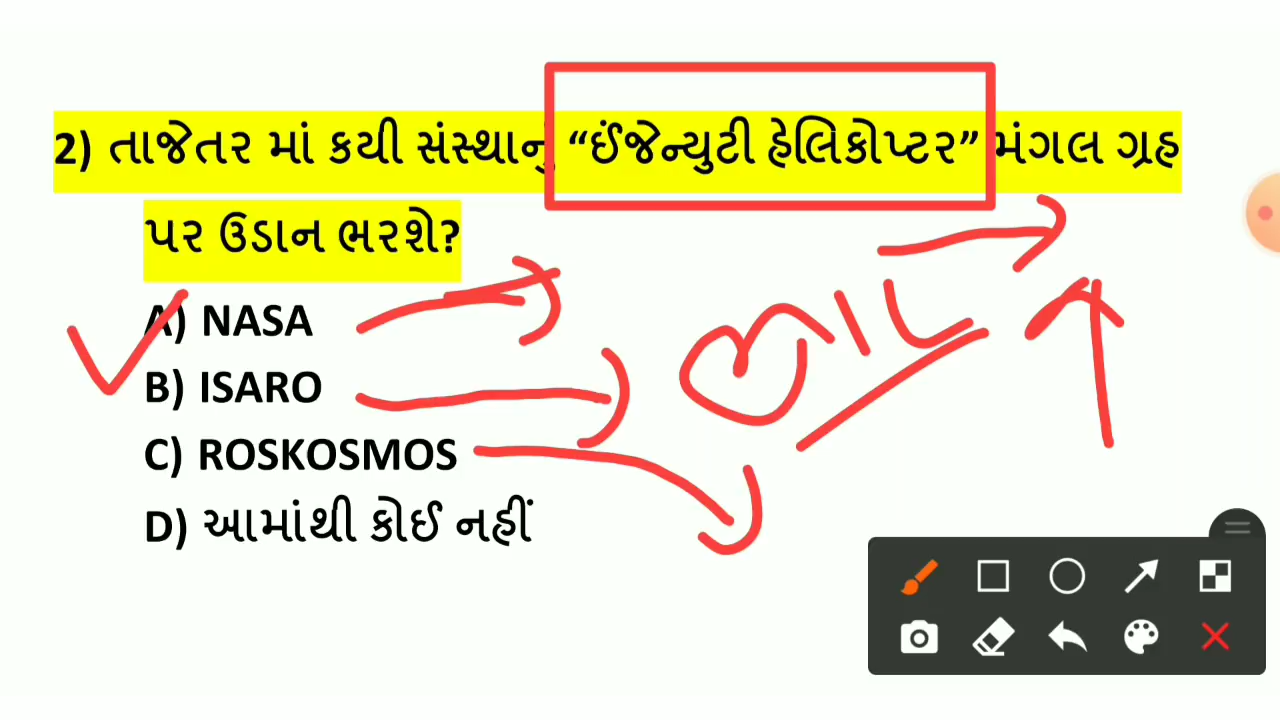 2) તાજેતર માં કયી સંસ્થાનું “ઈંજેન્યુટી હેલિકોપ્ટર” મંગલ ગ્રહ
પર ઉડાન ભરશે?
A) NASA
B) ISARO
C) ROSKOSMOS
D) આમાંથી કોઈ નહીં